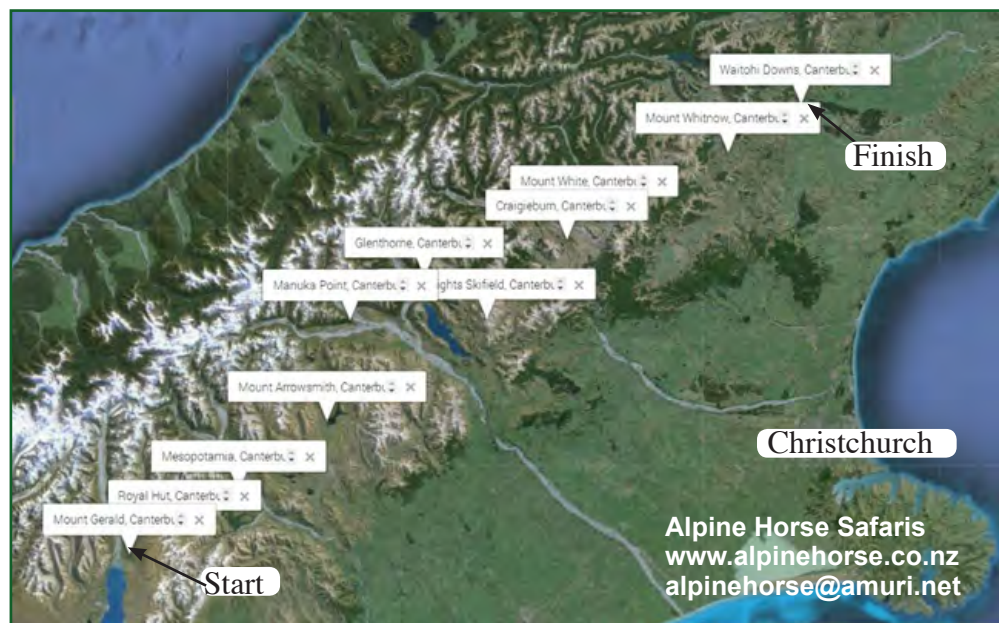 Waitohi Downs, Canterbu
Mount Whitnow, Canterbu
Finish
Mount White, Canterbu
Craigieburn, Canterbu
Glenthorne, Canterbu
Manuka Point, Canterbu
ights Skifield, Canterbu
Mount Arrowsmith, Canterbu
Christchurch
Mesopotamia, Canterbu
Royal Hut, Canterbu
Mount Gerald, Canterbu
Start
Alpine Horse Safaris
www.alpinehorse.co.nz
alpinehorse@amuri.net